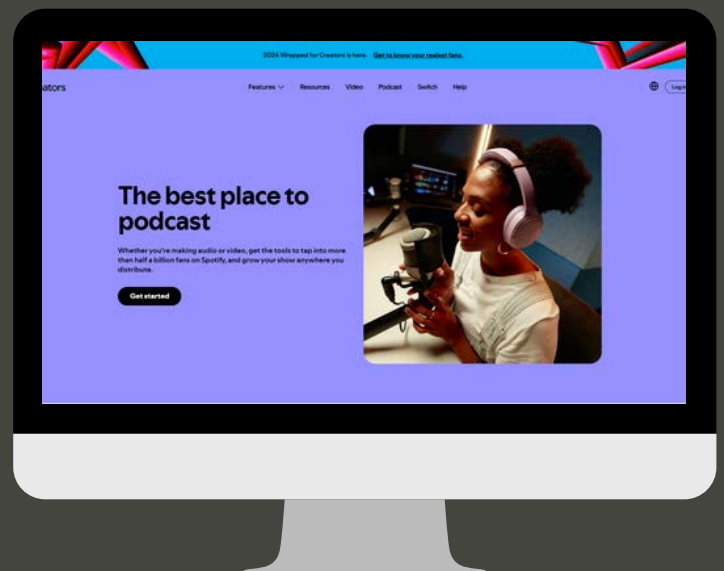 2024 Wrapped for Creators is here. Get to know your realest fans.
ators Features Resources Video Podcast Switch Help Log in
The best place to
podcast
Whether you're making audio or video, get the tools to tap into more
than half a billion fans on Spotify, and grow your show anywhere you
distribute.
Get started